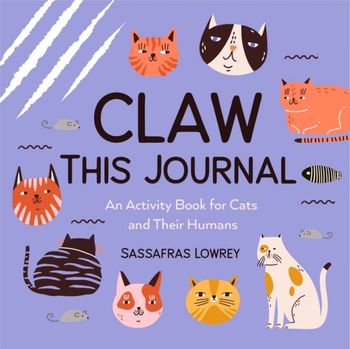 CLAW
THIS JOURNAL
An Activity Book for Cats
and Their Humans
SASSAFRAS LOWREY